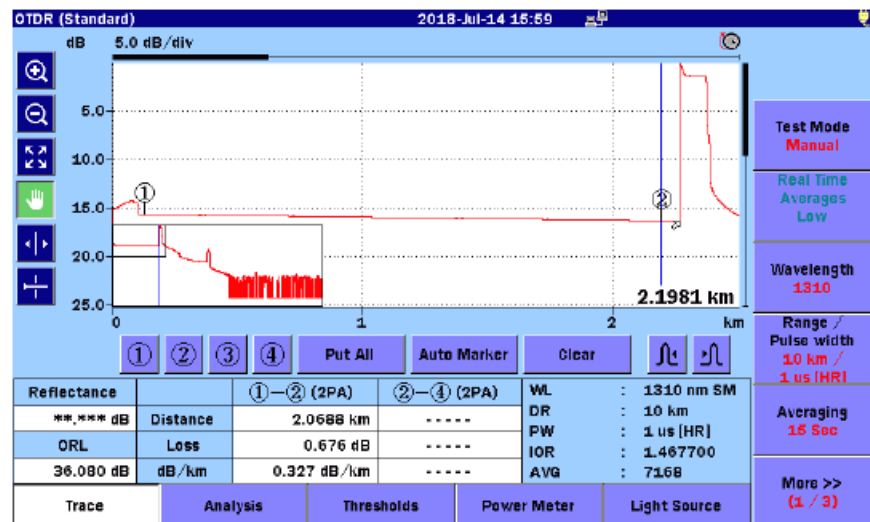 OTDR (Standard) 2018-Jul-14 15:59
dB 5.0 dB/div
5.0
10.0
15.0
20.0
25.0
① ②
2.1981 km
0 1 2 km
① ② ③ ④ Put All Auto Marker Clear
Reflectance ①–② (2PA) ②–④ (2PA)
**.*** dB Distance 2.0688 km -----
ORL Loss 0.676 dB -----
36.080 dB dB/km 0.327 dB/km -----
WL : 1310 nm SM
DR : 10 km
PW : 1 us [HR]
IOR : 1.467700
AVG : 7168
Trace Analysis Thresholds Power Meter Light Source
Test Mode
Manual
Real Time
Averages
Low
Wavelength
1310
Range /
Pulse width
10 km /
1 us [HR]
Averaging
15 Sec
More >>
(1 / 3)